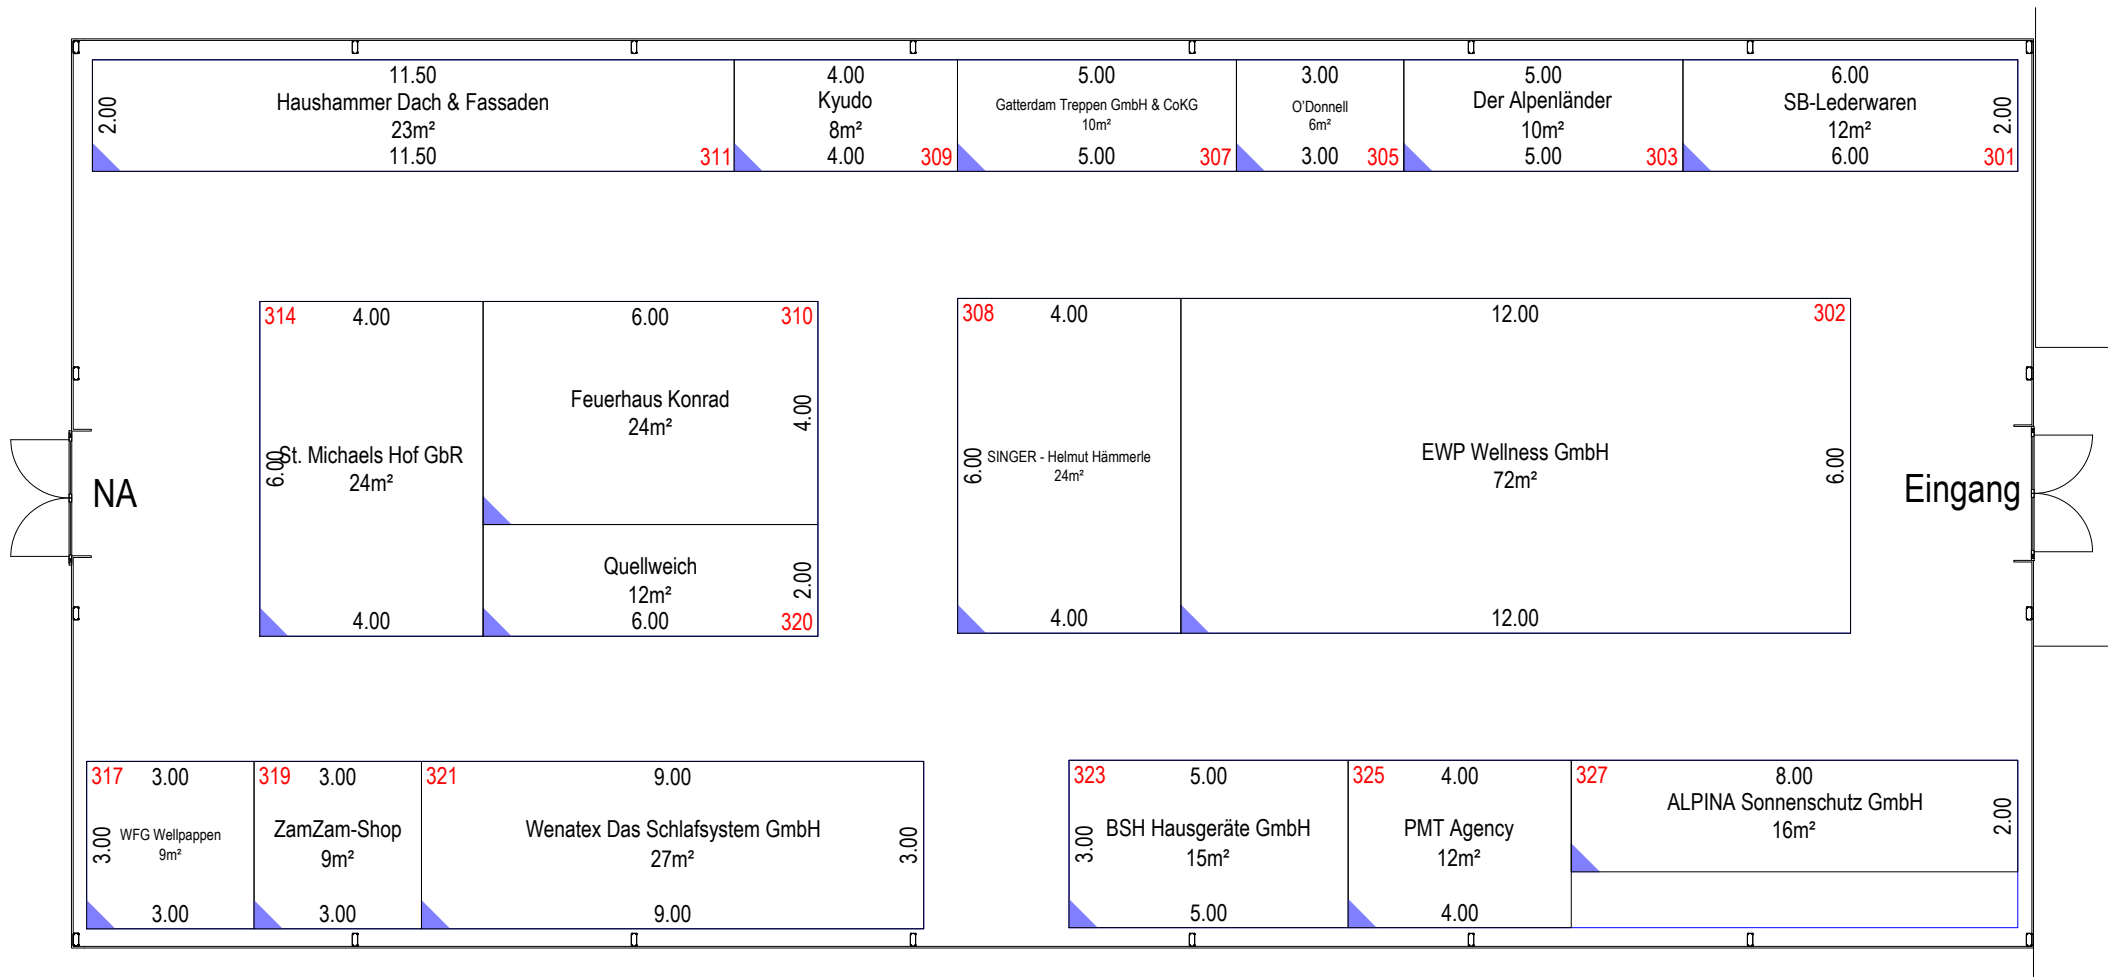 11.50
Haushammer Dach & Fassaden
2.00
23m²
11.50
311
4.00
Kyudo
8m²
4.00
309
5.00
Gatterdam Treppen GmbH & CoKG
10m²
5.00
307
3.00
O'Donnell
6m²
3.00
305
5.00
Der Alpenländer
10m²
5.00
303
6.00
SB-Lederwaren
2.00
12m²
6.00
301
314
4.00
6.00
St. Michaels Hof GbR
24m²
4.00
6.00
310
Feuerhaus Konrad
24m²
4.00
Quellweich
12m²
2.00
6.00
320
308
4.00
6.00
SINGER - Helmut Hämmerle
24m²
4.00
12.00
302
EWP Wellness GmbH
72m²
6.00
12.00
NA
Eingang
317
3.00
3.00
WFG Wellpappen
9m²
3.00
319
3.00
ZamZam-Shop
9m²
3.00
321
9.00
Wenatex Das Schlafsystem GmbH
27m²
3.00
9.00
323
5.00
3.00
BSH Hausgeräte GmbH
15m²
5.00
325
4.00
PMT Agency
12m²
4.00
327
8.00
ALPINA Sonnenschutz GmbH
16m²
2.00